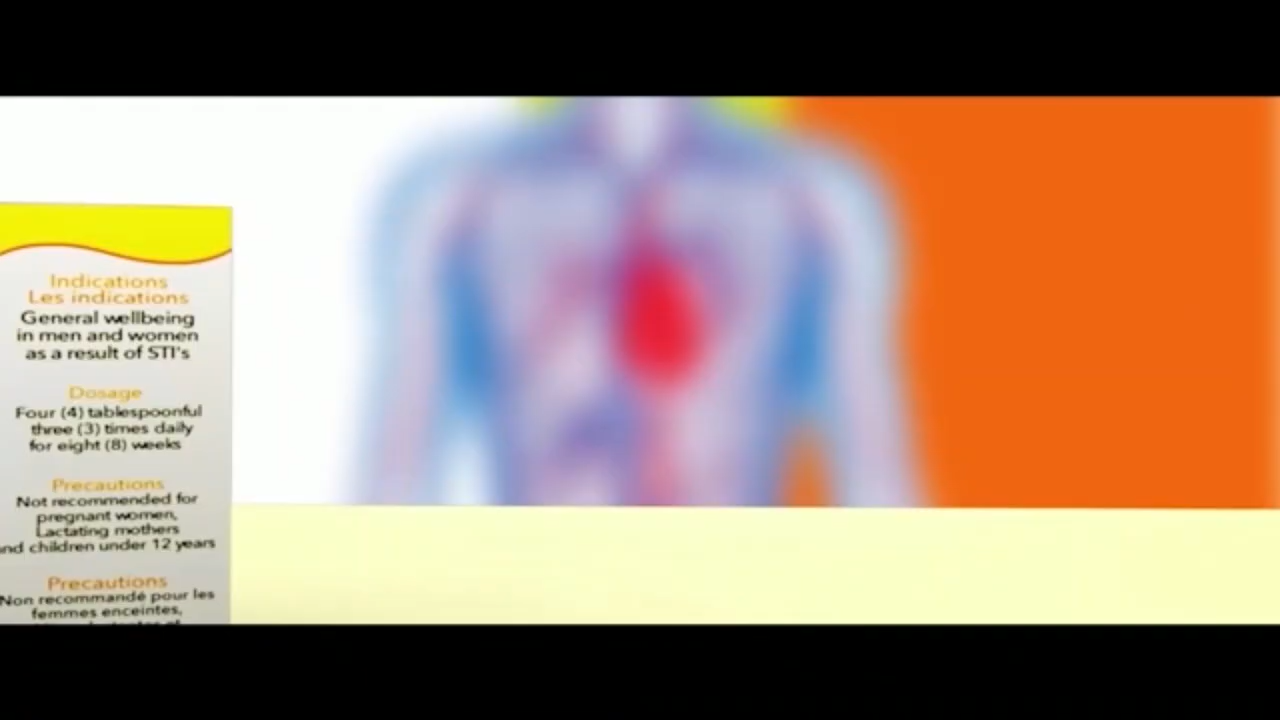 Indications
Les indications
General wellbeing
in men and women
as a result of STI's
Dosage
Four (4) tablespoonful
three (3) times daily
for eight (8) weeks
Precautions
Not recommended for
pregnant women,
Lactating mothers
nd children under 12 years
Precautions
Non recommandé pour les
femmes enceintes,